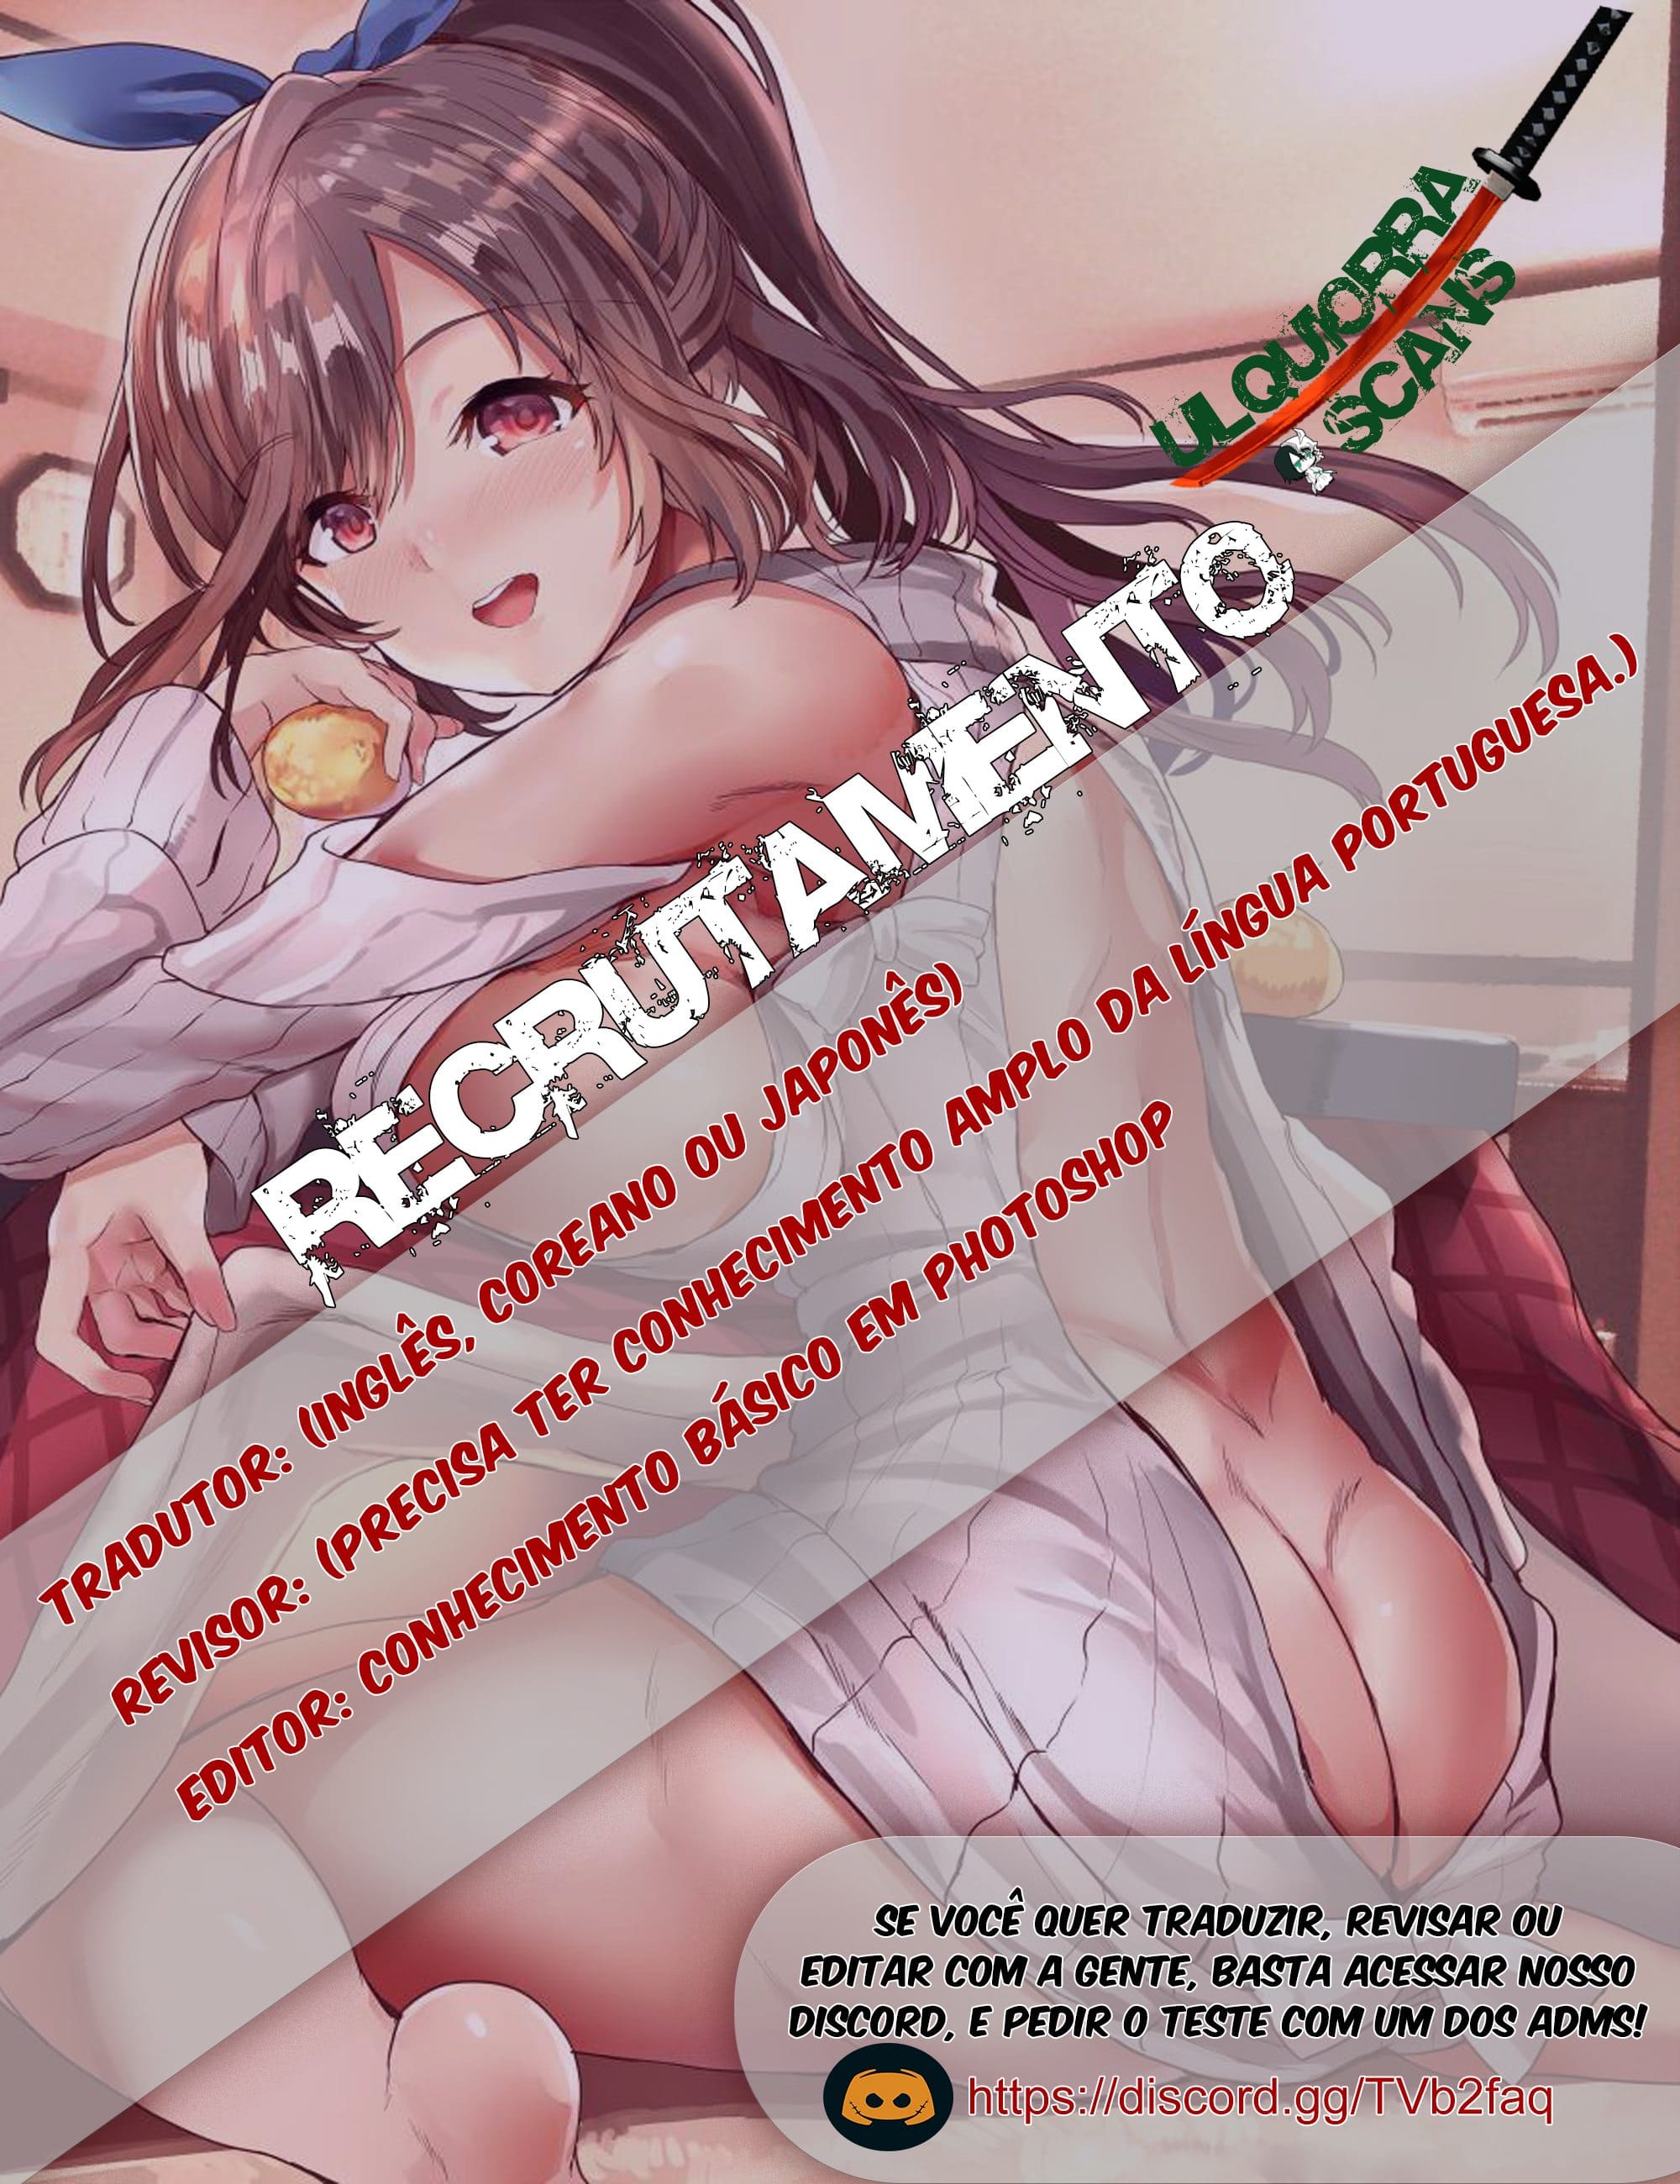 ULQUIORRA
SCANS
RECRUTAMENTO
TRADUTOR: (INGLÊS, COREANO OU JAPONÊS)
REVISOR: (PRECISA TER CONHECIMENTO AMPLO DA LÍNGUA PORTUGUESA.)
EDITOR: CONHECIMENTO BÁSICO EM PHOTOSHOP
SE VOCÊ QUER TRADUZIR, REVISAR OU
EDITAR COM A GENTE, BASTA ACESSAR NOSSO
DISCORD, E PEDIR O TESTE COM UM DOS ADMS!
https://discord.gg/TVb2faq